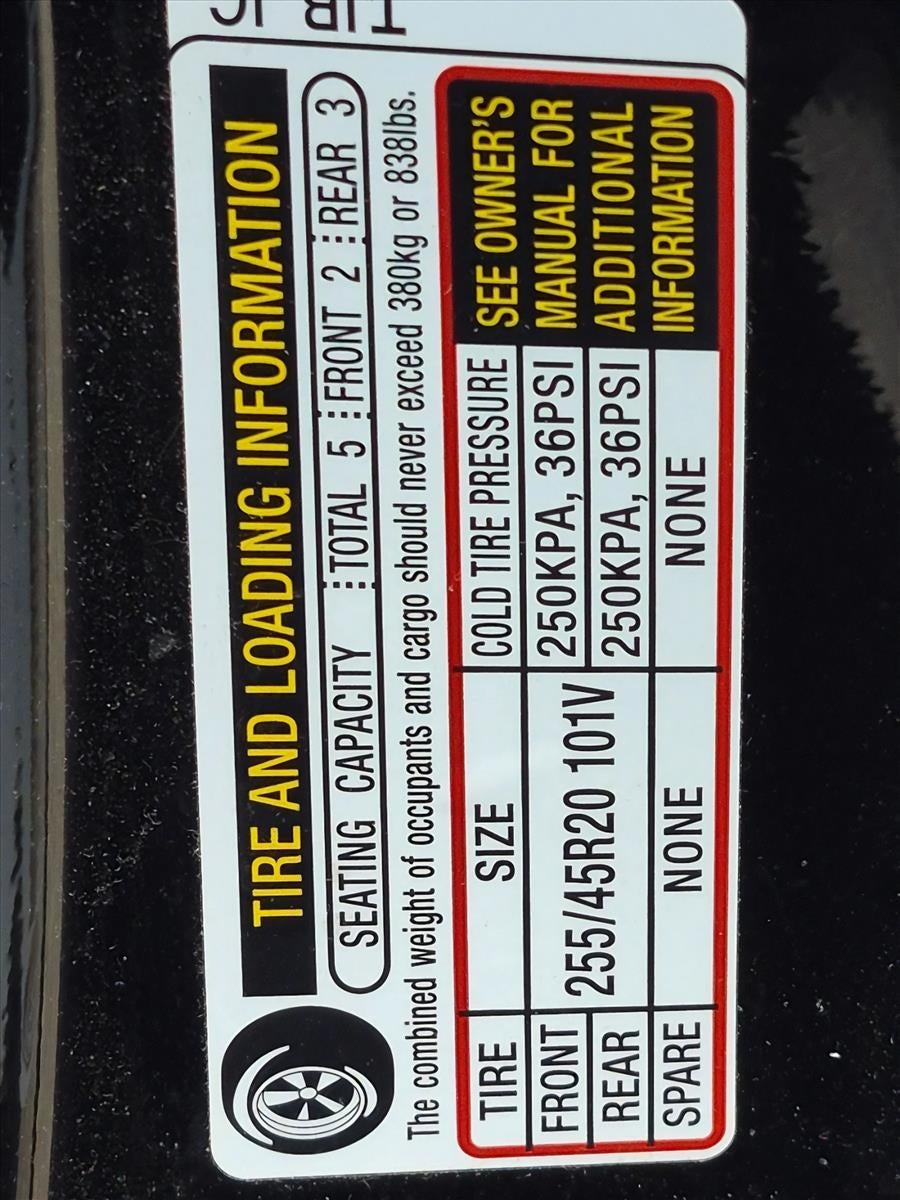 TIRE AND LOADING INFORMATION
SEATING CAPACITY TOTAL 5 FRONT 2 REAR 3
The combined weight of occupants and cargo should never exceed 380kg or 838lbs.
TIRE SIZE COLD TIRE PRESSURE
FRONT 255/45R20 101V 250KPA, 36PSI
REAR 250KPA, 36PSI
SPARE NONE NONE
SEE OWNER'S
MANUAL FOR
ADDITIONAL
INFORMATION